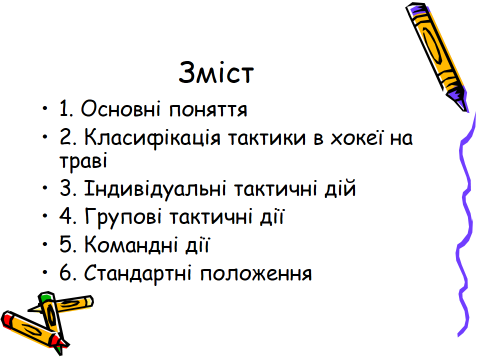 Зміст
• 1. Основні поняття
• 2. Класифікація тактики в хокеї на
траві
• 3. Індивідуальні тактичні дій
• 4. Групові тактичні дії
• 5. Командні дії
• 6. Стандартні положення